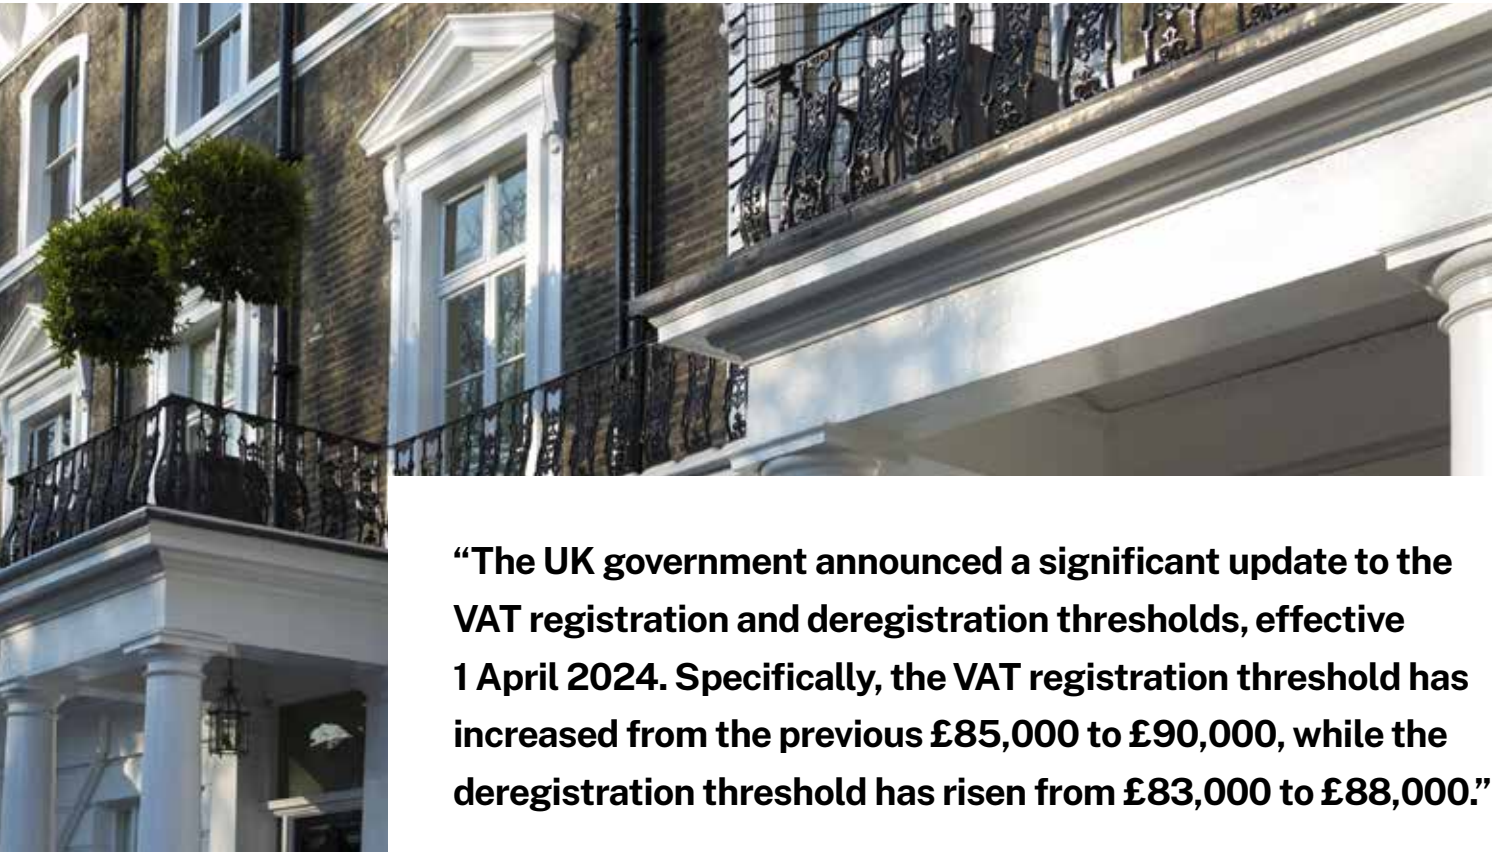 “The UK government announced a significant update to the
VAT registration and deregistration thresholds, effective
1 April 2024. Specifically, the VAT registration threshold has
increased from the previous £85,000 to £90,000, while the
deregistration threshold has risen from £83,000 to £88,000.”